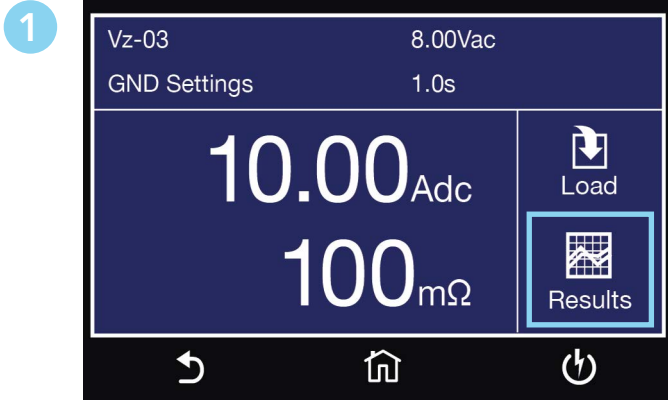 1
Vz-03 8.00Vac
GND Settings 1.0s
10.00Adc
100mΩ
Load
Results